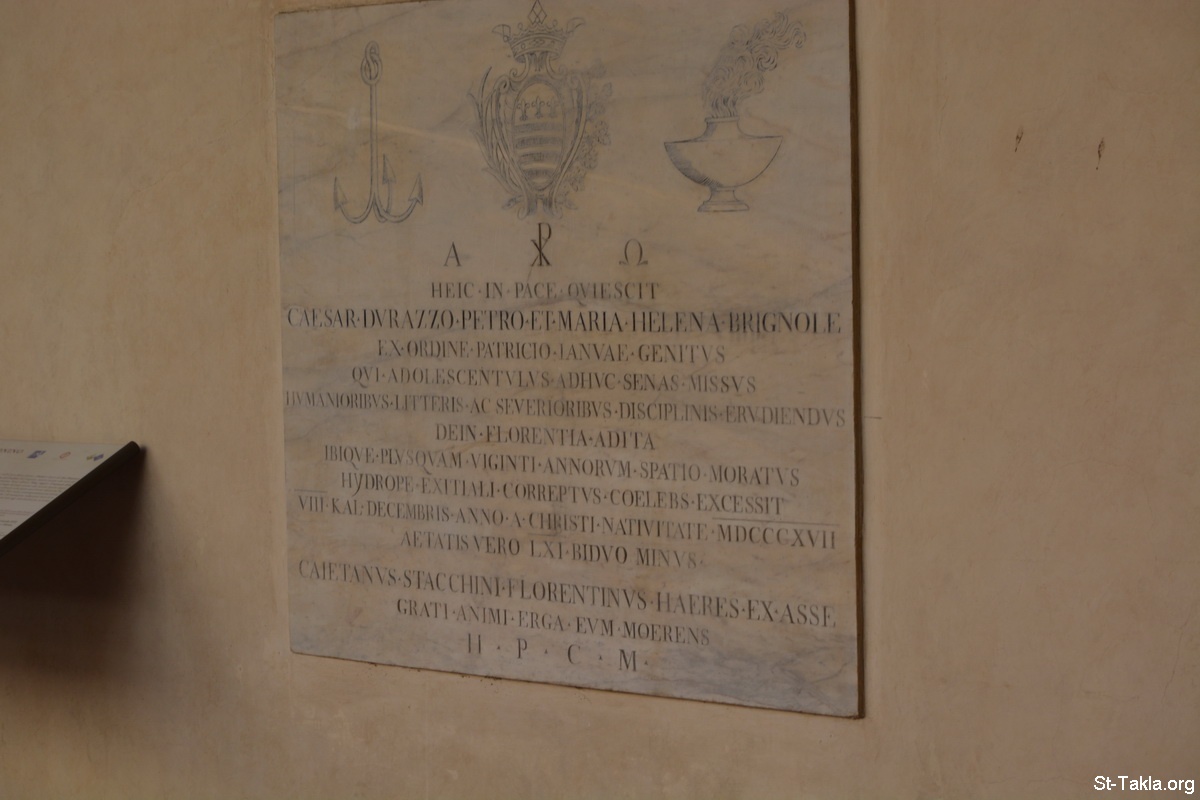 Α ☧ Ω
HEIC · IN · PACE · QVIESCIT
CAESAR · DVRAZZO · PETRO · ET · MARIA · HELENA · BRIGNOLE
EX · ORDINE · PATRICIO · IANVAE · GENITVS
QVI · ADOLESCENTVLVS · ADHVC · SENAS · MISSVS
HVMANIORIBVS · LITTERIS · AC SEVERIORIBVS · DISCIPLINIS · ERVDIENDVS
DEIN · FLORENTIA · ADITA
IBIQVE · PLVSQVAM · VIGINTI · ANNORVM · SPATIO · MORATVS
HYDROPE · EXITIALI · CORREPTVS · COELEBS · EXCESSIT
VIII · KAL · DECEMBRIS · ANNO · A · CHRISTI · NATIVITATE · MDCCCXVII
AETATIS VERO LXI · BIDVO MINVS ·
CAIETANVS · STACCHINI · FLORENTINVS · HAERES · EX · ASSE
GRATI · ANIMI · ERGA · EVM · MOERENS
H · P · C · M ·
St-Takla.org